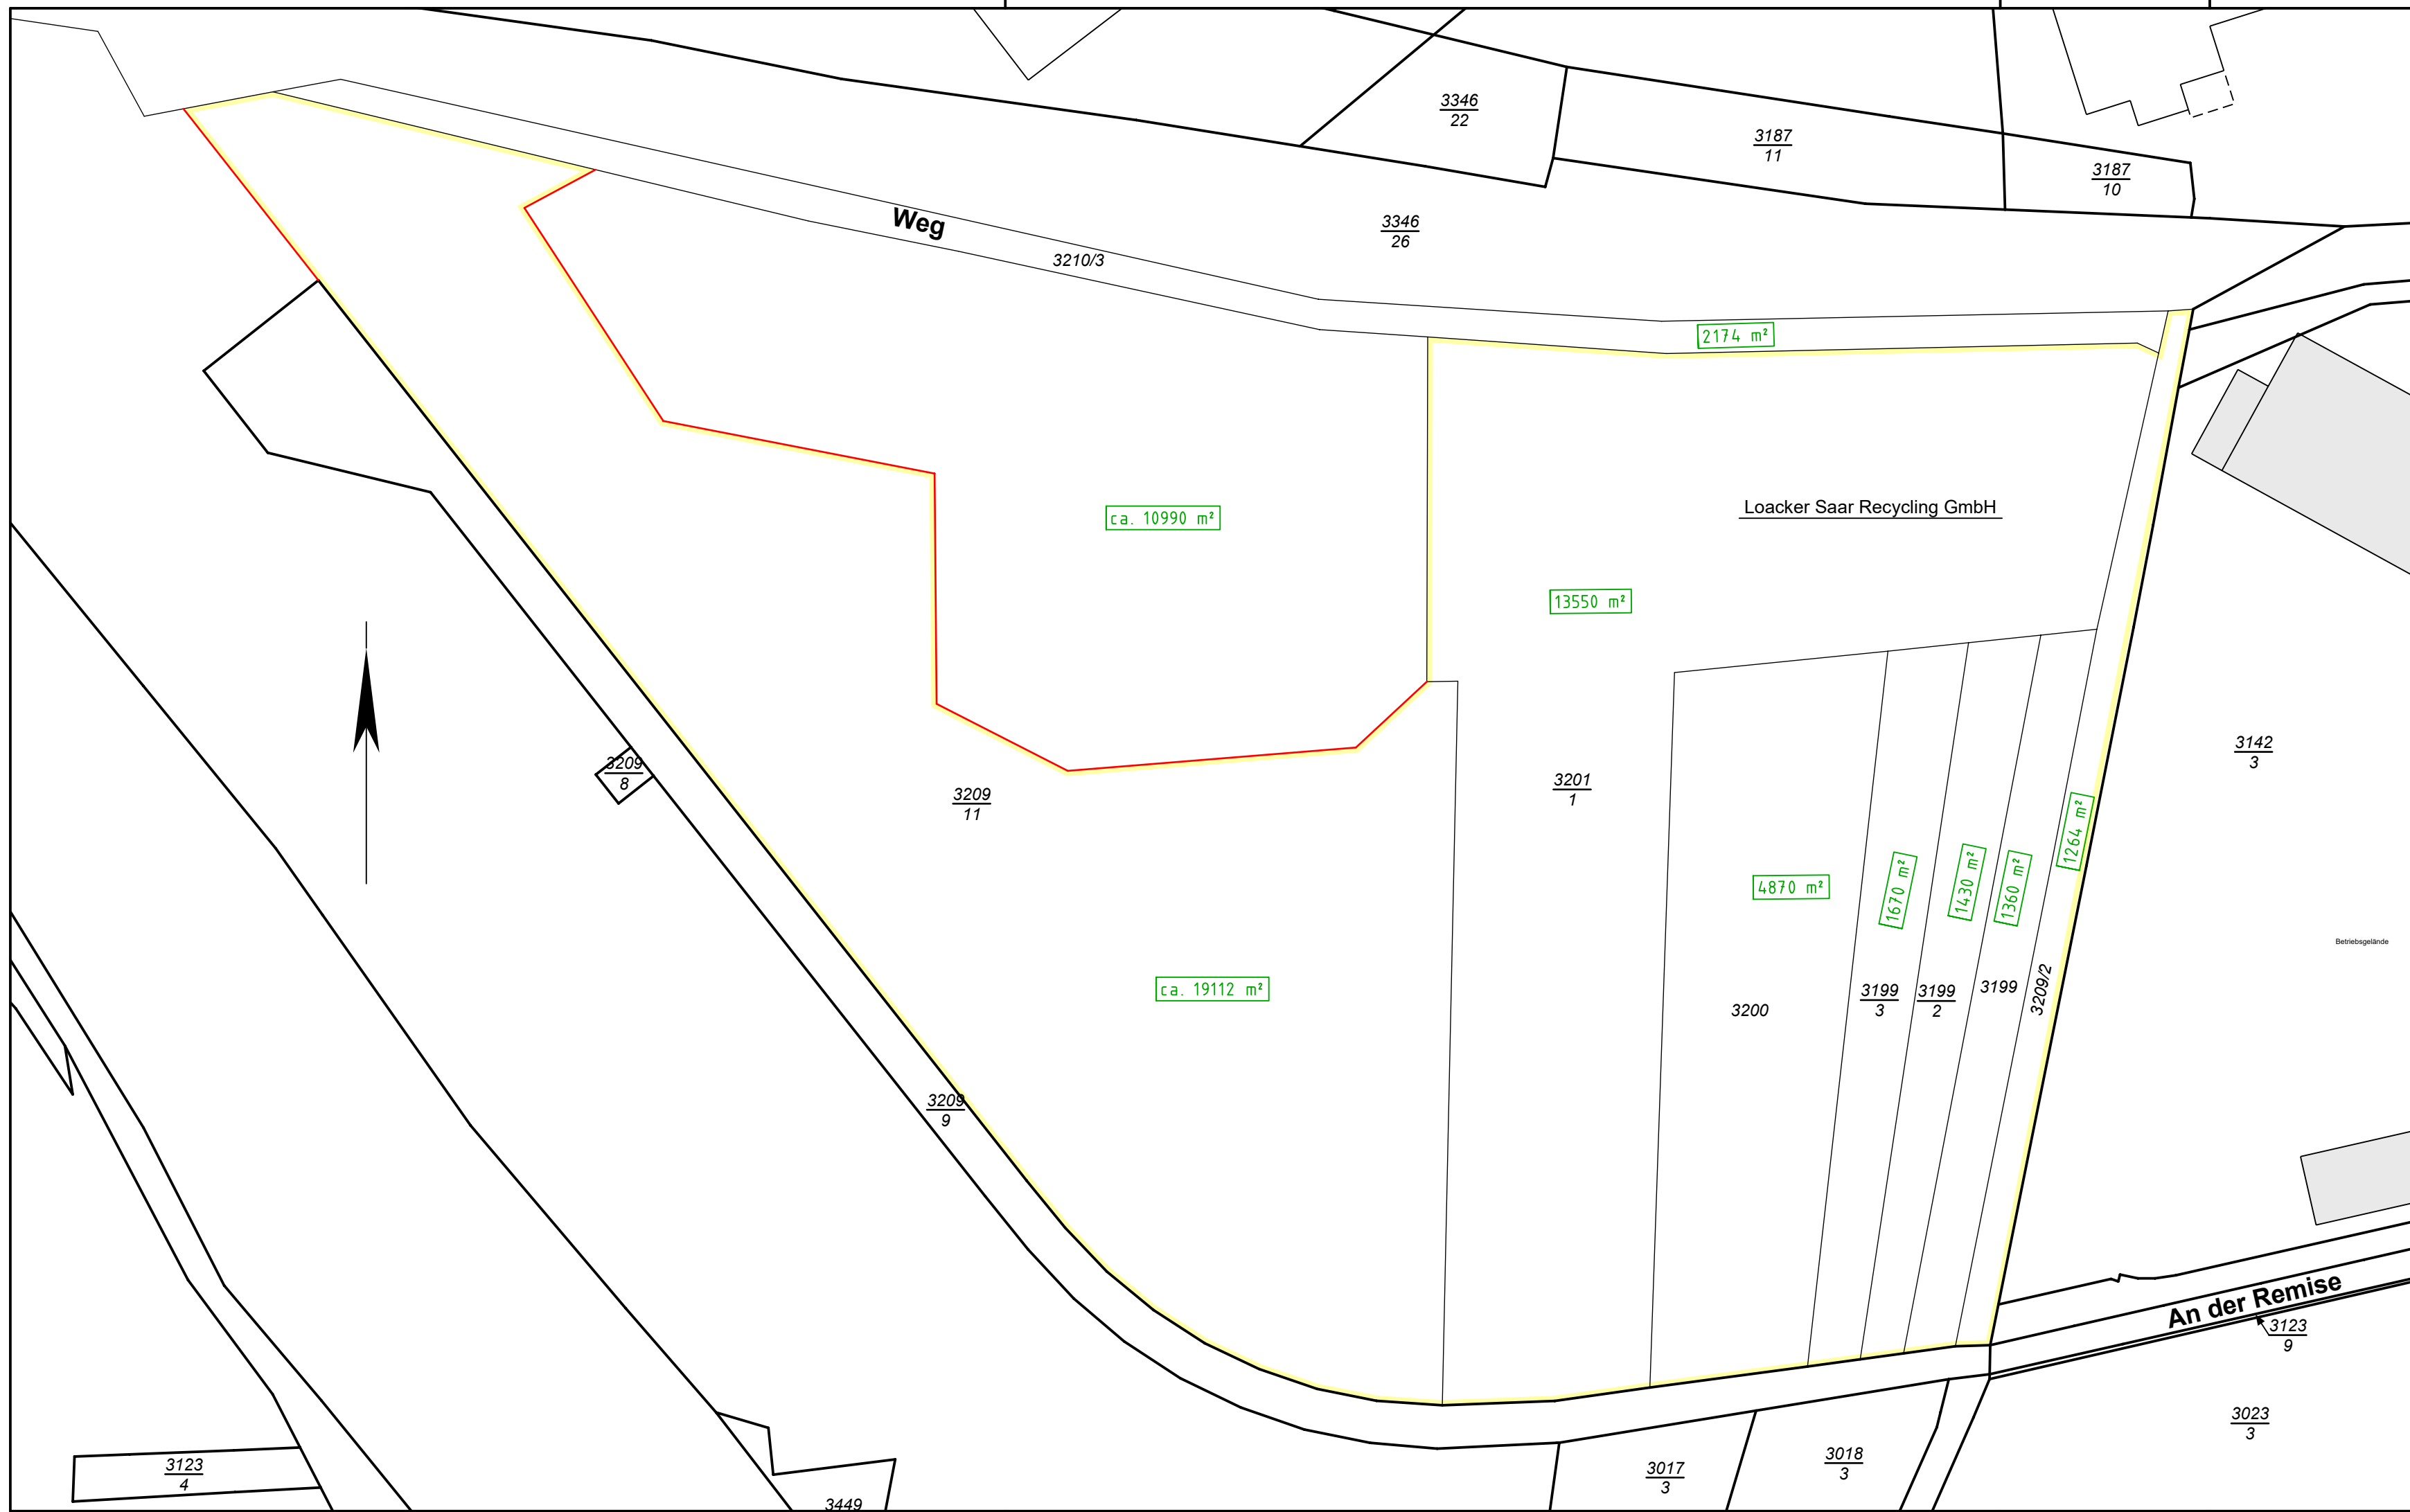 3346
22
3187
11
3187
10
Weg
3346
26
3210/3
2174 m²
Loacker Saar Recycling GmbH
ca. 10990 m²
13550 m²
3142
3
3209
8
3209
11
3201
1
1264 m²
4870 m²
1670 m²
1430 m²
1360 m²
Betriebsgelände
ca. 19112 m²
3200
3199
3
3199
2
3199
3209/2
3209
9
An der Remise
3123
9
3023
3
3123
4
3017
3
3018
3
3449